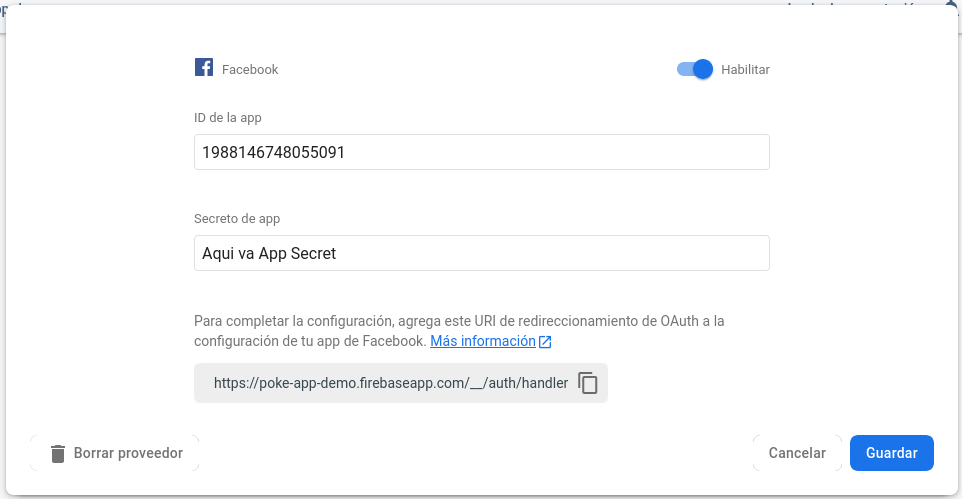 Facebook
Habilitar
ID de la app
1988146748055091
Secreto de app
Aqui va App Secret
Para completar la configuración, agrega este URI de redireccionamiento de OAuth a la
configuración de tu app de Facebook. Más información
https://poke-app-demo.firebaseapp.com/__/auth/handler
Borrar proveedor
Cancelar
Guardar